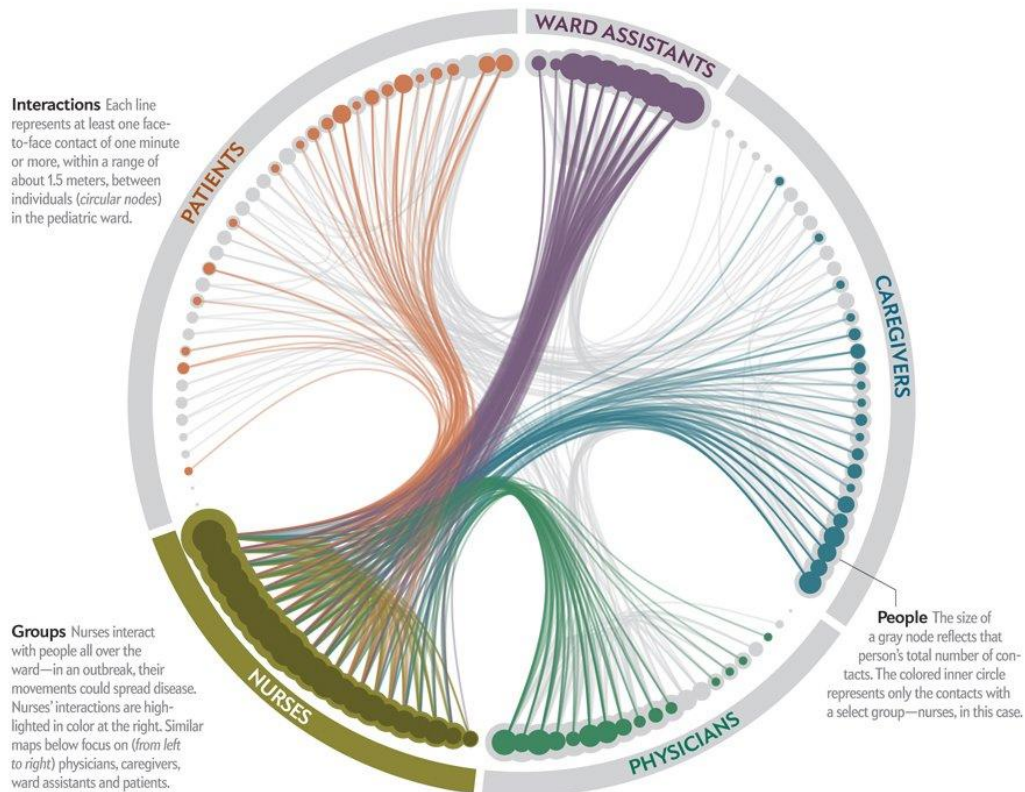 WARD ASSISTANTS
Interactions Each line
represents at least one face-
to-face contact of one minute
or more, within a range of
about 1.5 meters, between
individuals (circular nodes)
in the pediatric ward.
PATIENTS
CAREGIVERS
Groups Nurses interact
with people all over the
ward—in an outbreak, their
movements could spread disease.
Nurses’ interactions are high-
lighted in color at the right. Similar
maps below focus on (from left
to right) physicians, caregivers,
ward assistants and patients.
NURSES
PHYSICIANS
People The size of
a gray node reflects that
person’s total number of con-
tacts. The colored inner circle
represents only the contacts with
a select group—nurses, in this case.